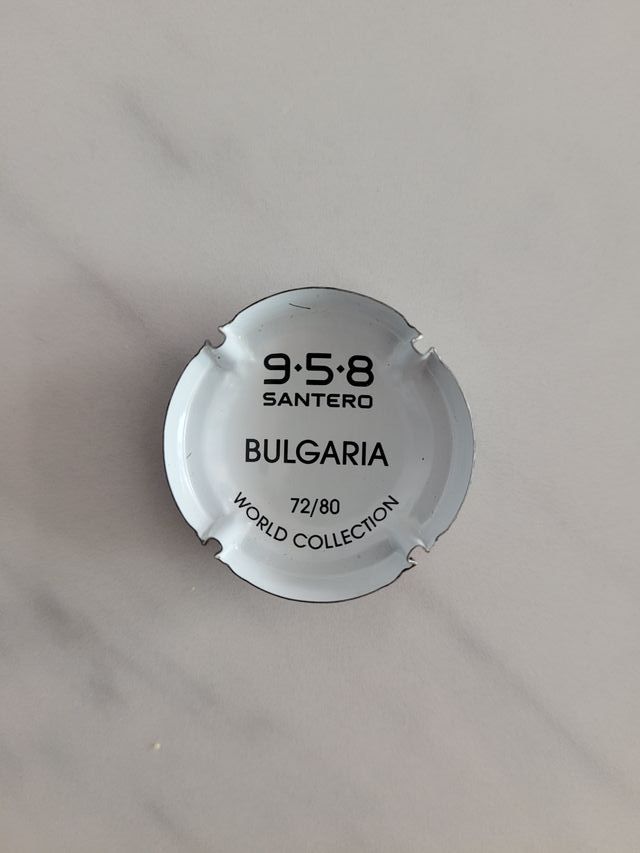 9·5·8
SANTERO
BULGARIA
72/80
WORLD COLLECTION